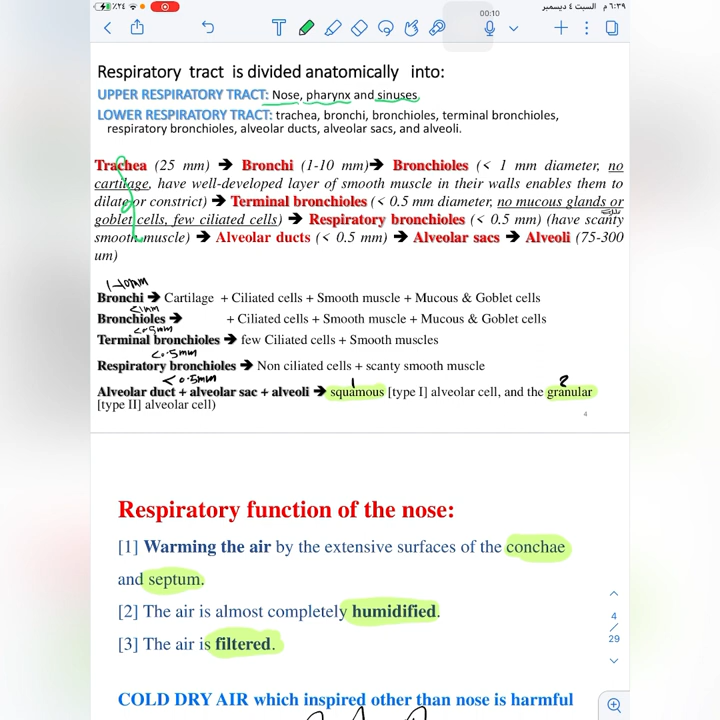 ٪٢٤
00:10
٦:٣٩ م السبت ٤ ديسمبر
Respiratory tract is divided anatomically into:
UPPER RESPIRATORY TRACT: Nose, pharynx and sinuses.
LOWER RESPIRATORY TRACT: trachea, bronchi, bronchioles, terminal bronchioles,
respiratory bronchioles, alveolar ducts, alveolar sacs, and alveoli.
Trachea (25 mm) → Bronchi (1-10 mm)→ Bronchioles (< 1 mm diameter, no
cartilage, have well-developed layer of smooth muscle in their walls enables them to
dilate or constrict) → Terminal bronchioles (< 0.5 mm diameter, no mucous glands or
goblet cells, few ciliated cells) → Respiratory bronchioles (< 0.5 mm) (have scanty
smooth muscle) → Alveolar ducts (< 0.5 mm) → Alveolar sacs → Alveoli (75-300
um)
1-10mm
Bronchi → Cartilage + Ciliated cells + Smooth muscle + Mucous & Goblet cells
<1mm
Bronchioles → + Ciliated cells + Smooth muscle + Mucous & Goblet cells
<0.5mm
Terminal bronchioles → few Ciliated cells + Smooth muscles
<0.5mm
Respiratory bronchioles → Non ciliated cells + scanty smooth muscle
<0.5mm 1 2
Alveolar duct + alveolar sac + alveoli → squamous [type I] alveolar cell, and the granular
[type II] alveolar cell)
4
Respiratory function of the nose:
[1] Warming the air by the extensive surfaces of the conchae
and septum.
[2] The air is almost completely humidified.
[3] The air is filtered.
4
/
29
COLD DRY AIR which inspired other than nose is harmful